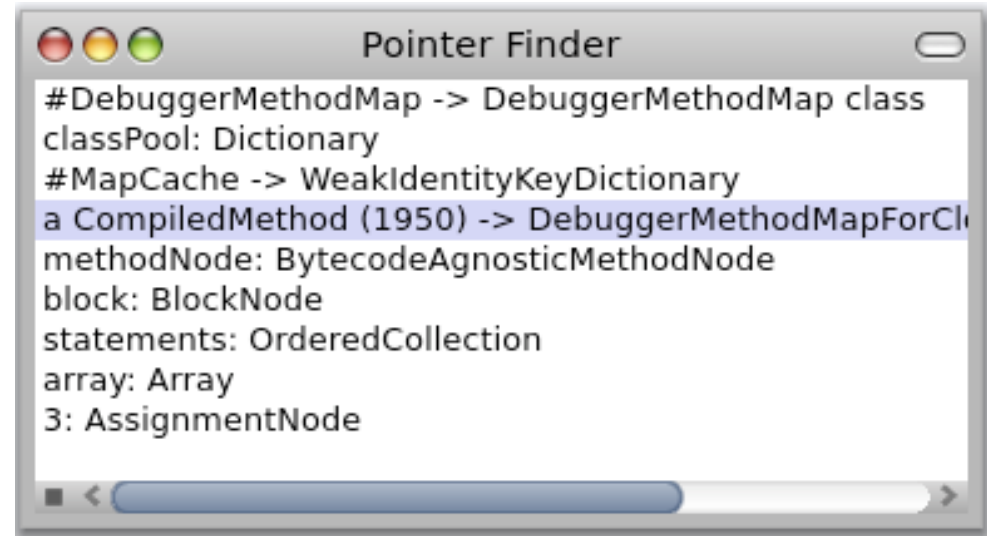 Pointer Finder
#DebuggerMethodMap -> DebuggerMethodMap class
classPool: Dictionary
#MapCache -> WeakIdentityKeyDictionary
a CompiledMethod (1950) -> DebuggerMethodMapForCl
methodNode: BytecodeAgnosticMethodNode
block: BlockNode
statements: OrderedCollection
array: Array
3: AssignmentNode